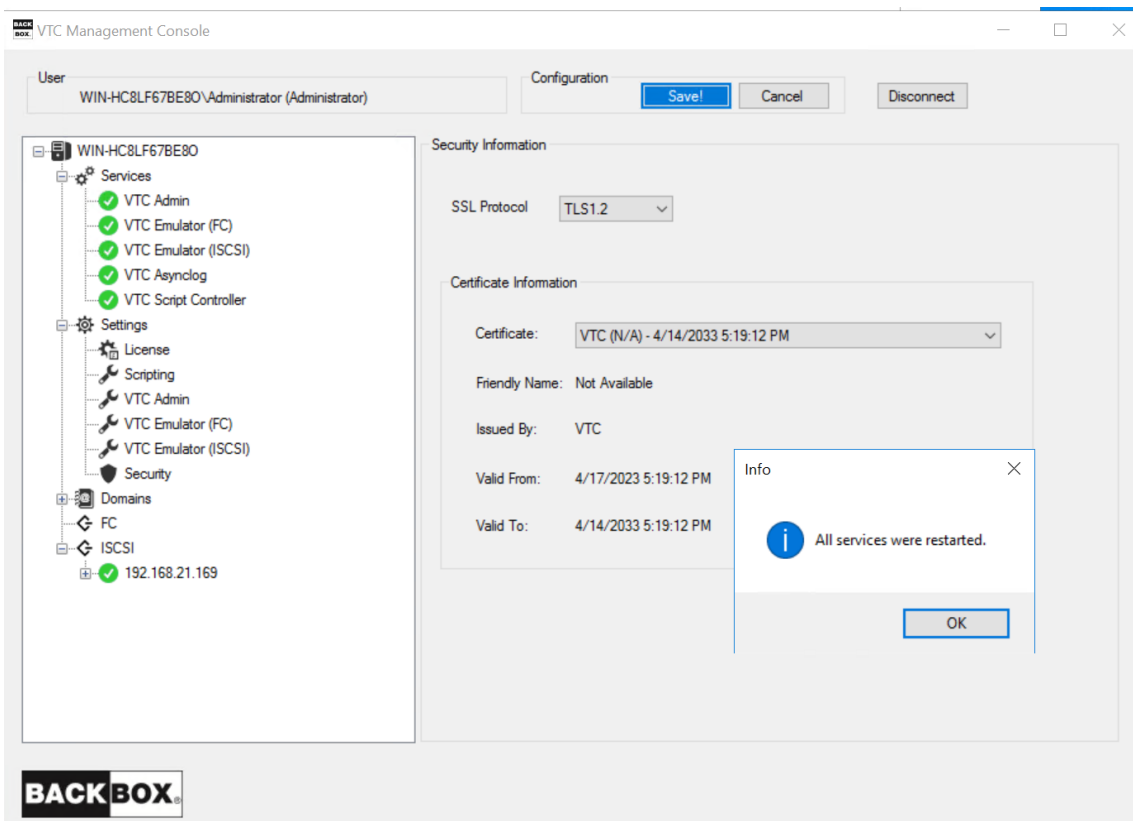 BACK
BOX
VTC Management Console
User
WIN-HC8LF67BE8O\Administrator (Administrator)
Configuration
Save!
Cancel
Disconnect
WIN-HC8LF67BE8O
Services
VTC Admin
VTC Emulator (FC)
VTC Emulator (ISCSI)
VTC Asynclog
VTC Script Controller
Settings
License
Scripting
VTC Admin
VTC Emulator (FC)
VTC Emulator (ISCSI)
Security
Domains
FC
ISCSI
192.168.21.169
Security Information
SSL Protocol TLS1.2
Certificate Information
Certificate: VTC (N/A) - 4/14/2033 5:19:12 PM
Friendly Name: Not Available
Issued By: VTC
Valid From: 4/17/2023 5:19:12 PM
Valid To: 4/14/2033 5:19:12 PM
Info
All services were restarted.
OK
BACKBOX®